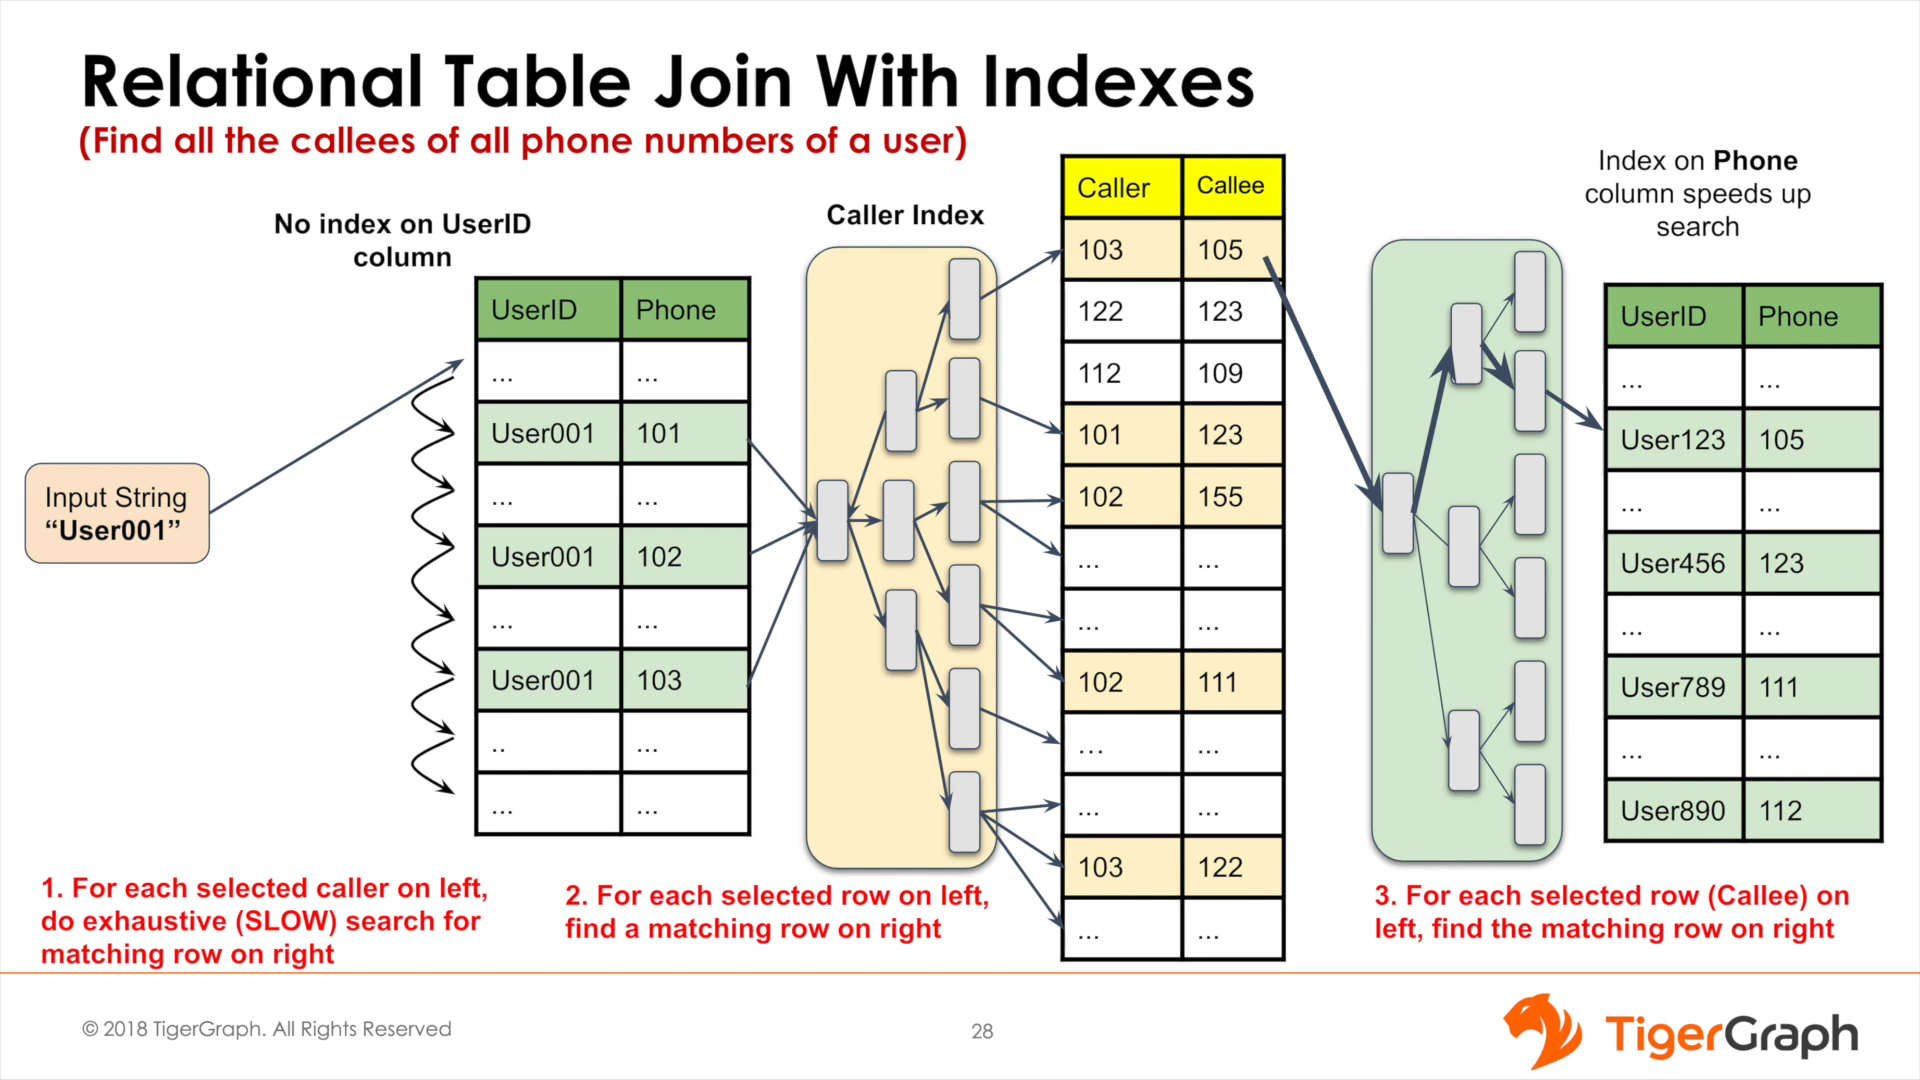 Relational Table Join With Indexes
(Find all the callees of all phone numbers of a user)
No index on UserID
column
Input String
“User001”
UserID Phone
... ...
User001 101
... ...
User001 102
... ...
User001 103
.. ...
... ...
Caller Index
Caller Callee
103 105
122 123
112 109
101 123
102 155
... ...
... ...
102 111
... ...
... ...
103 122
... ...
Index on Phone
column speeds up
search
UserID Phone
... ...
User123 105
... ...
User456 123
... ...
User789 111
... ...
User890 112
1. For each selected caller on left,
do exhaustive (SLOW) search for
matching row on right
2. For each selected row on left,
find a matching row on right
3. For each selected row (Callee) on
left, find the matching row on right
© 2018 TigerGraph. All Rights Reserved
28
TigerGraph